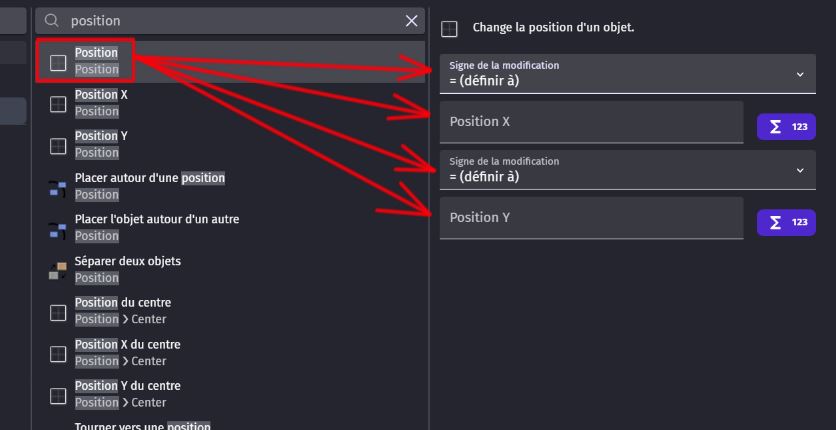 position
Position
Position
Position X
Position
Position Y
Position
Placer autour d'une position
Position
Placer l'objet autour d'un autre
Position
Séparer deux objets
Position
Position du centre
Position > Center
Position X du centre
Position > Center
Position Y du centre
Position > Center
Tourner vers une position
Change la position d'un objet.
Signe de la modification
= (définir à)
Position X
Σ 123
Signe de la modification
= (définir à)
Position Y
Σ 123